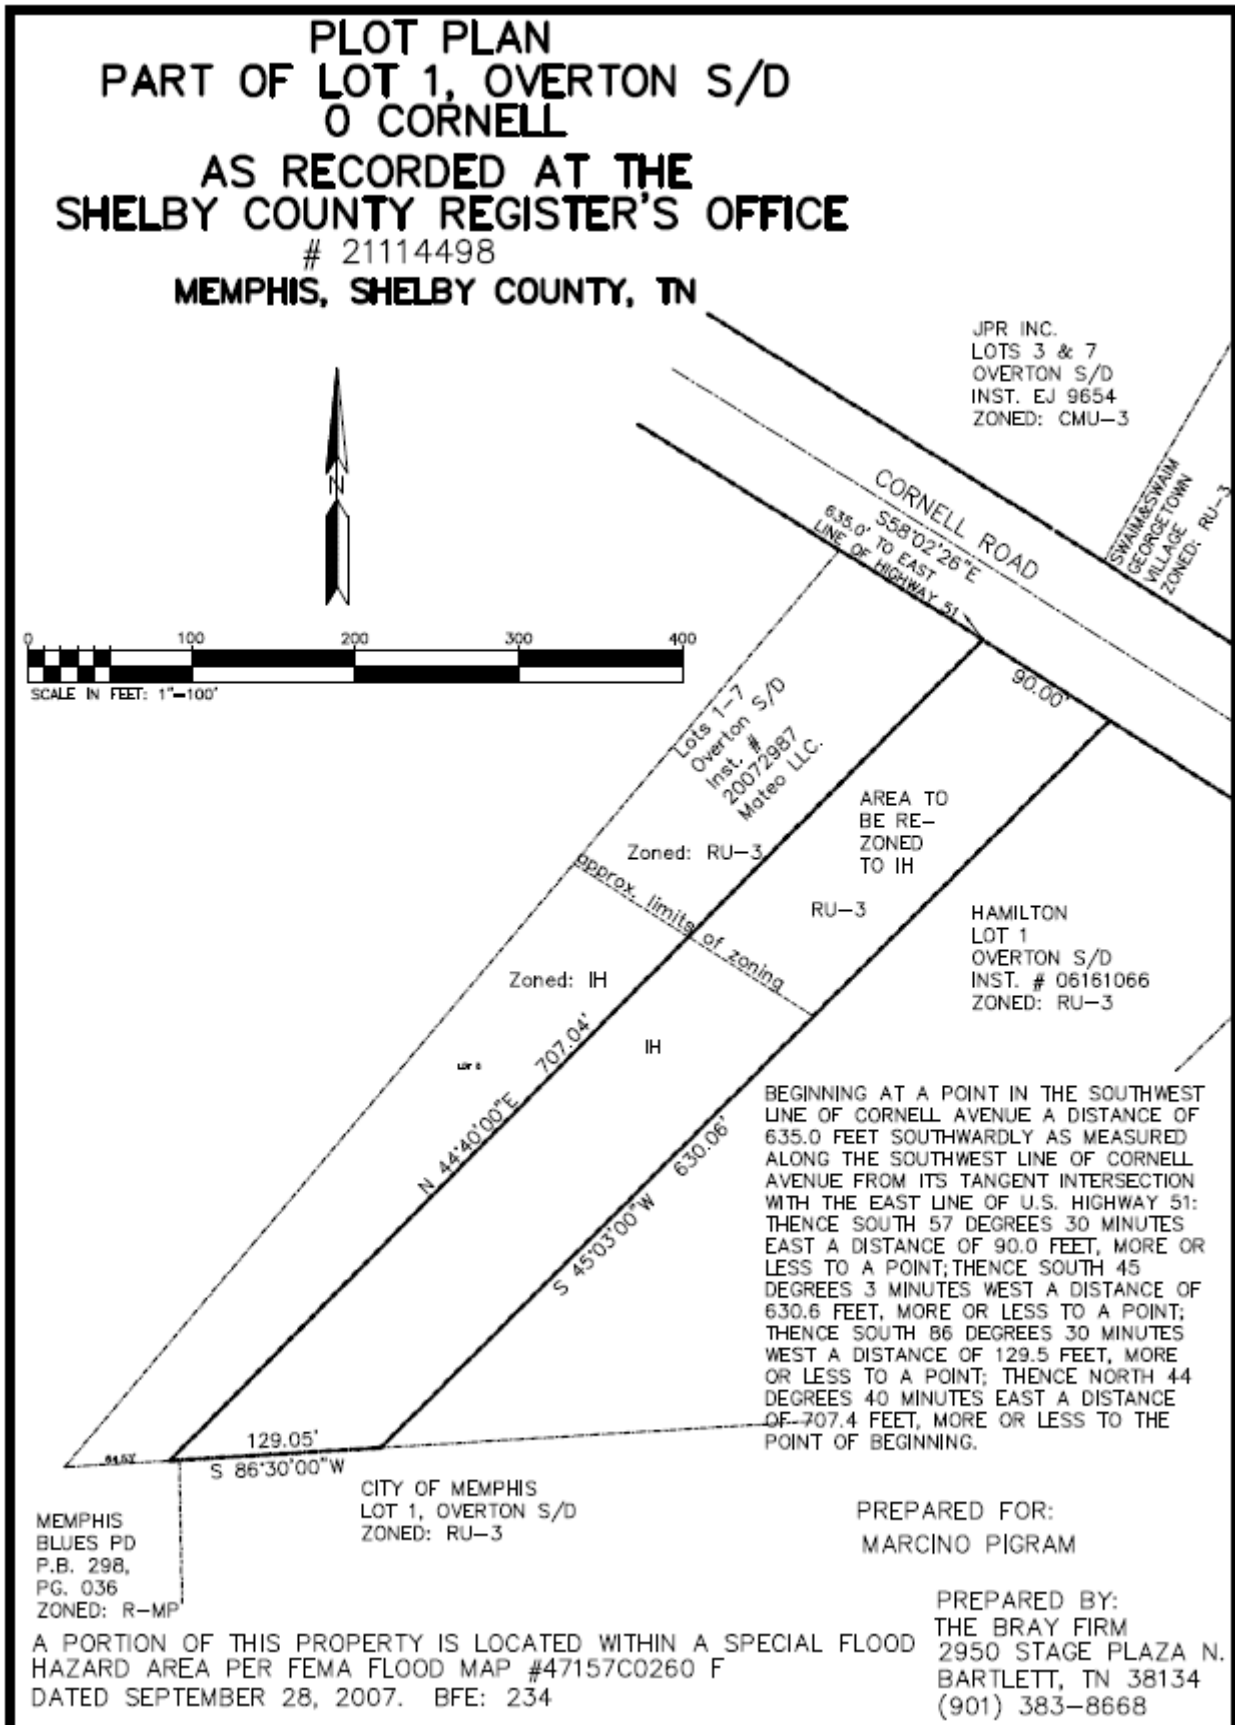 PLOT PLAN
PART OF LOT 1, OVERTON S/D
0 CORNELL
AS RECORDED AT THE
SHELBY COUNTY REGISTER'S OFFICE
# 21114498
MEMPHIS, SHELBY COUNTY, TN
JPR INC.
LOTS 3 & 7
OVERTON S/D
INST. EJ 9654
ZONED: CMU-3
SWAIM&SWAIM
GEORGETOWN
VILLAGE
ZONED: RU-3
N
CORNELL ROAD
S58°02'26"E
635.0' TO EAST
LINE OF HIGHWAY 51
0 100 200 300 400
SCALE IN FEET: 1"-100'
90.00'
Lots 1-7
Overton S/D
Inst. #
20072987
Mateo LLC.
Zoned: RU-3
AREA TO
BE RE-
ZONED
TO IH
RU-3
approx. limits of zoning
HAMILTON
LOT 1
OVERTON S/D
INST. # 06161066
ZONED: RU-3
Zoned: IH
IH
N 44°40'00"E 707.04'
S 45°03'00"W 630.06'
BEGINNING AT A POINT IN THE SOUTHWEST
LINE OF CORNELL AVENUE A DISTANCE OF
635.0 FEET SOUTHWARDLY AS MEASURED
ALONG THE SOUTHWEST LINE OF CORNELL
AVENUE FROM ITS TANGENT INTERSECTION
WITH THE EAST LINE OF U.S. HIGHWAY 51:
THENCE SOUTH 57 DEGREES 30 MINUTES
EAST A DISTANCE OF 90.0 FEET, MORE OR
LESS TO A POINT; THENCE SOUTH 45
DEGREES 3 MINUTES WEST A DISTANCE OF
630.6 FEET, MORE OR LESS TO A POINT;
THENCE SOUTH 86 DEGREES 30 MINUTES
WEST A DISTANCE OF 129.5 FEET, MORE
OR LESS TO A POINT; THENCE NORTH 44
DEGREES 40 MINUTES EAST A DISTANCE
OF 707.4 FEET, MORE OR LESS TO THE
POINT OF BEGINNING.
129.05'
S 86°30'00"W
CITY OF MEMPHIS
LOT 1, OVERTON S/D
ZONED: RU-3
MEMPHIS
BLUES PD
P.B. 298,
PG. 036
ZONED: R-MP
PREPARED FOR:
MARCINO PIGRAM
PREPARED BY:
THE BRAY FIRM
2950 STAGE PLAZA N.
BARTLETT, TN 38134
(901) 383-8668
A PORTION OF THIS PROPERTY IS LOCATED WITHIN A SPECIAL FLOOD
HAZARD AREA PER FEMA FLOOD MAP #47157C0260 F
DATED SEPTEMBER 28, 2007. BFE: 234